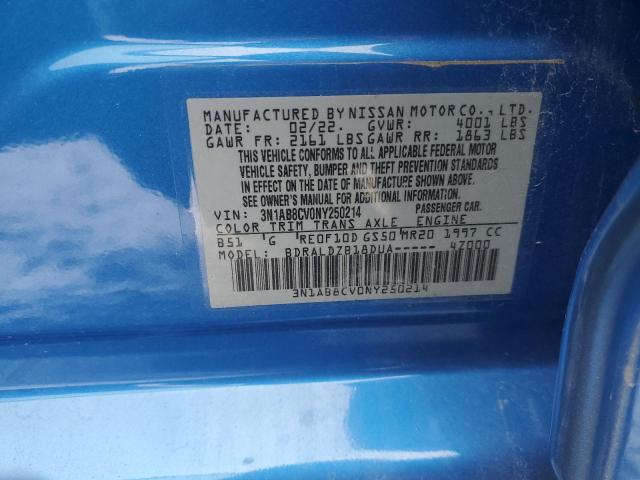 MANUFACTURED BY NISSAN MOTOR CO., LTD.
DATE: 02/22. GVWR: 4001 LBS
GAWR FR: 2161 LBS GAWR RR: 1863 LBS
THIS VEHICLE CONFORMS TO ALL APPLICABLE FEDERAL MOTOR
VEHICLE SAFETY, BUMPER AND THEFT PREVENTION STANDARDS
IN EFFECT ON THE DATE OF MANUFACTURE SHOWN ABOVE.
SEE OWNER'S MANUAL FOR ADDITIONAL INFORMATION
VIN: 3N1AB8CV0NY250214 PASSENGER CAR
COLOR TRIM TRANS AXLE ENGINE
B51 G RE0F10D GS50 MR20 1997 CC
BDRALDZB18DUA----- 4Z000
3N1AB8CV0NY250214